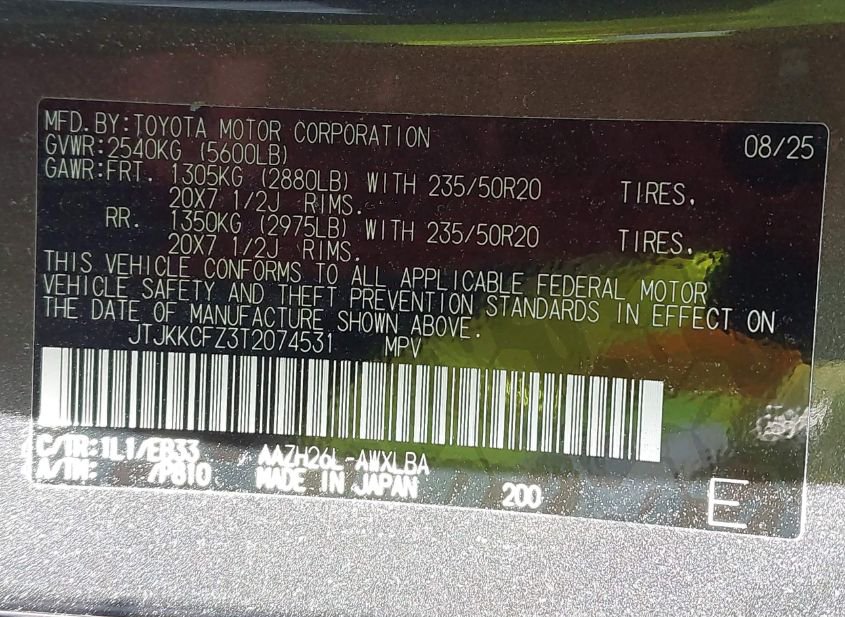 MFD.BY:TOYOTA MOTOR CORPORATION 08/25
GVWR:2540KG (5600LB)
GAWR:FRT. 1305KG (2880LB) WITH 235/50R20 TIRES.
20X7 1/2J RIMS.
RR. 1350KG (2975LB) WITH 235/50R20 TIRES.
20X7 1/2J RIMS.
THIS VEHICLE CONFORMS TO ALL APPLICABLE FEDERAL MOTOR
VEHICLE SAFETY AND THEFT PREVENTION STANDARDS IN EFFECT ON
THE DATE OF MANUFACTURE SHOWN ABOVE.
JTJKKCFZ3T2074531 MPV
C/TR:1L1/EB33 AAZH26L-AWXLBA
A/TM: /P810 MADE IN JAPAN 200 E